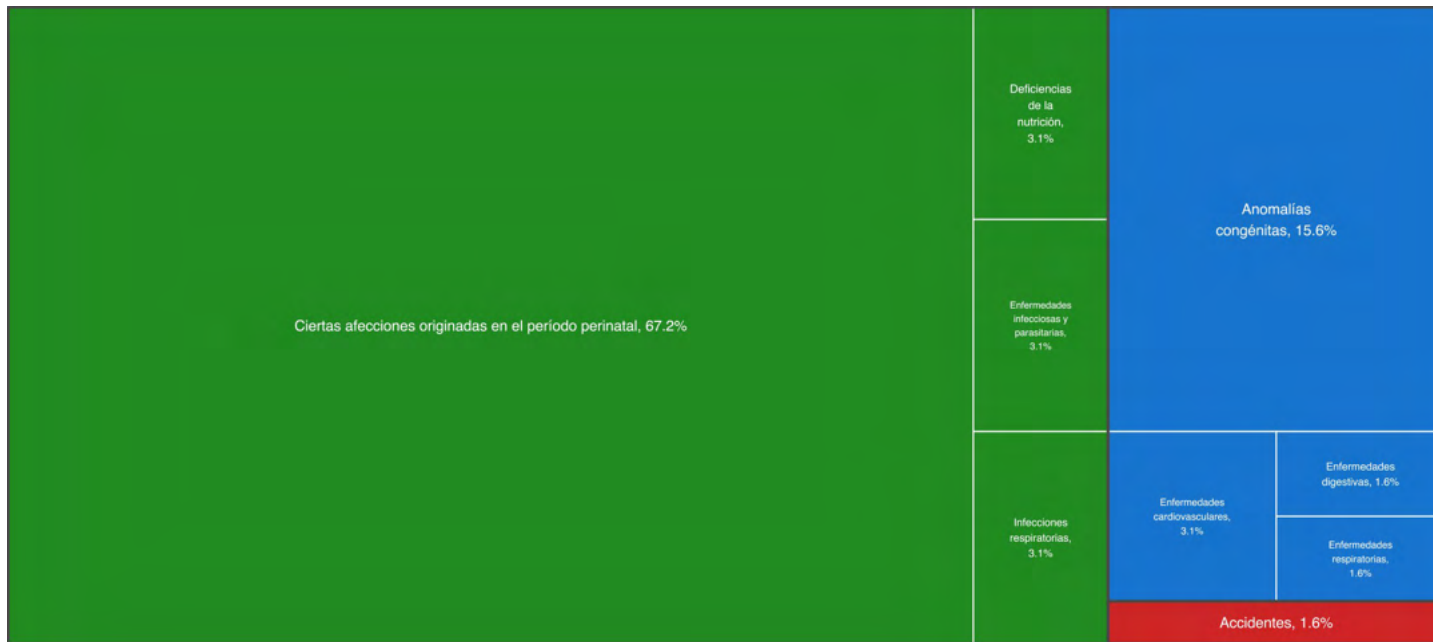 Ciertas afecciones originadas en el período perinatal, 67.2%
Deficiencias
de la
nutrición,
3.1%
Enfermedades
infecciosas y
parasitarias,
3.1%
Infecciones
respiratorias,
3.1%
Anomalías
congénitas, 15.6%
Enfermedades
cardiovasculares,
3.1%
Enfermedades
digestivas, 1.6%
Enfermedades
respiratorias,
1.6%
Accidentes, 1.6%